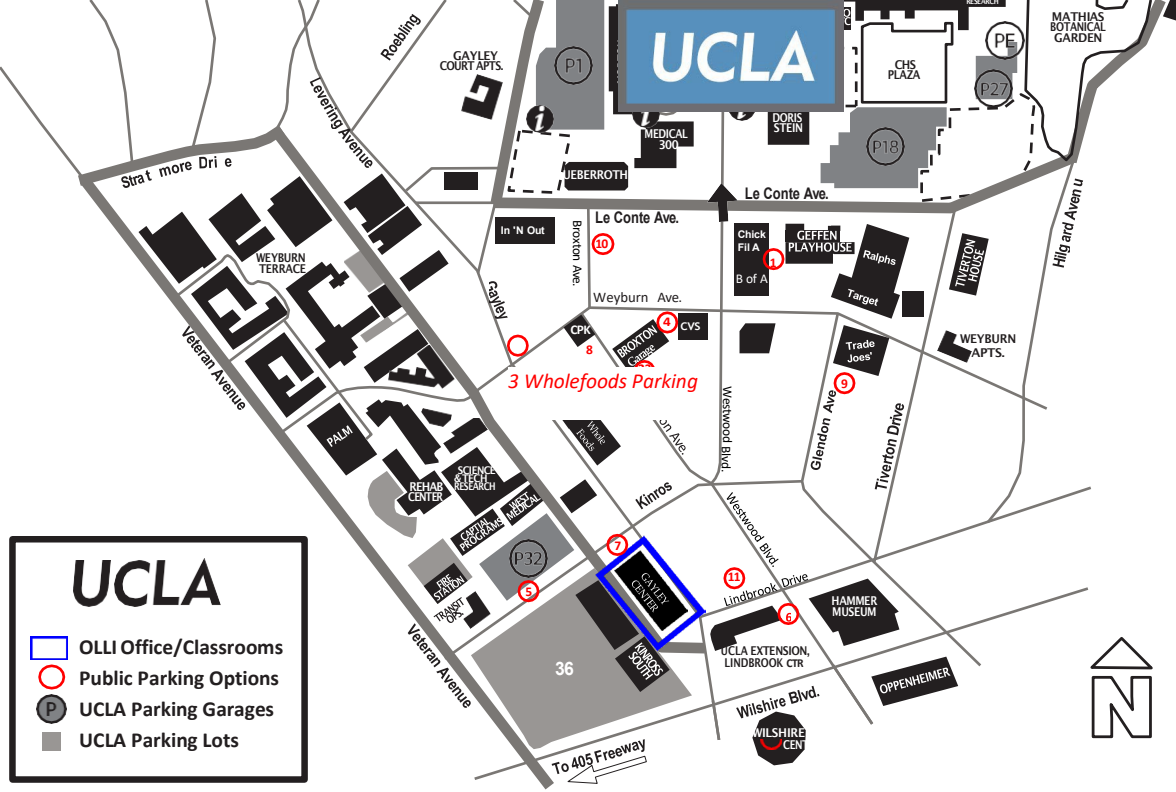 RESEARCH
MATHIAS
BOTANICAL
GARDEN
Roebling
UCLA
PE
GAYLEY
COURT APTS.
P1
CHS
PLAZA
P27
Levering Avenue
i
i
i
MEDICAL
300
DORIS
STEIN
P18
Strat more Dri e
UEBERROTH
Le Conte Ave.
Hilg ard Aven u
In 'N Out
Le Conte Ave.
Broxton Ave.
10
Chick
Fil A
B of A
1
GEFFEN
PLAYHOUSE
Ralphs
Target
TIVERTON
HOUSE
WEYBURN
TERRACE
Gayley
Weyburn Ave.
CPK
8
BROXTON
Garage
4
CVS
Trade
Joes'
WEYBURN
APTS.
Veteran Avenue
3 Wholefoods Parking
9
Westwood Blvd.
Glendon Ave
Tiverton Drive
PALM
Whole
Foods
on Ave.
SCIENCE
& TECH
RESEARCH
REHAB
CENTER
WEST
MEDICAL
CAPTIAL
PROGRAMS
Kinros
Westwood Blvd.
P32
7
5
FIRE
STATION
TRANSIT
OPS.
GAYLEY
CENTER
11
Lindbrook Drive
6
HAMMER
MUSEUM
UCLA EXTENSION,
LINDBROOK CTR
Veteran Avenue
36
KINROSS
SOUTH
OPPENHEIMER
Wilshire Blvd.
WILSHIRE
CENT
To 405 Freeway
N
UCLA
OLLI Office/Classrooms
Public Parking Options
P UCLA Parking Garages
UCLA Parking Lots